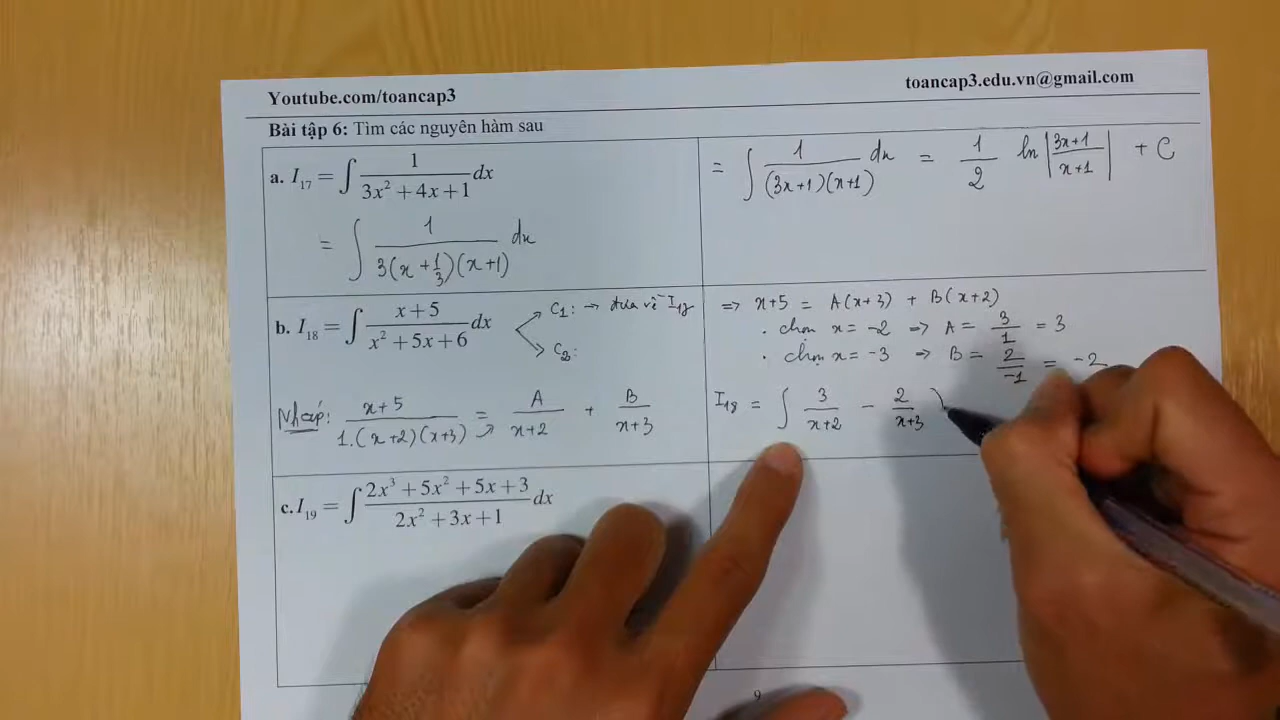 Youtube.com/toancap3
toancap3.edu.vn@gmail.com
Bài tập 6: Tìm các nguyên hàm sau
a. I₁₇ = ∫ 1/(3x² + 4x + 1) dx
= ∫ 1/(3(x + 1/3)(x+1)) dx
= ∫ 1/((3x+1)(x+1)) dx = 1/2 ln|(3x+1)/(x+1)| + C
b. I₁₈ = ∫ (x + 5)/(x² + 5x + 6) dx
C1: → đưa về I₁₇
C2:
Nháp: (x+5)/(1.(x+2)(x+3)) = A/(x+2) + B/(x+3)
=> x+5 = A(x+3) + B(x+2)
. chọn x = -2 => A = 3/1 = 3
. chọn x = -3 => B = 2/-1 = -2
I₁₈ = ∫ 3/(x+2) - 2/(x+3) )
c. I₁₉ = ∫ (2x³ + 5x² + 5x + 3)/(2x² + 3x + 1) dx
9